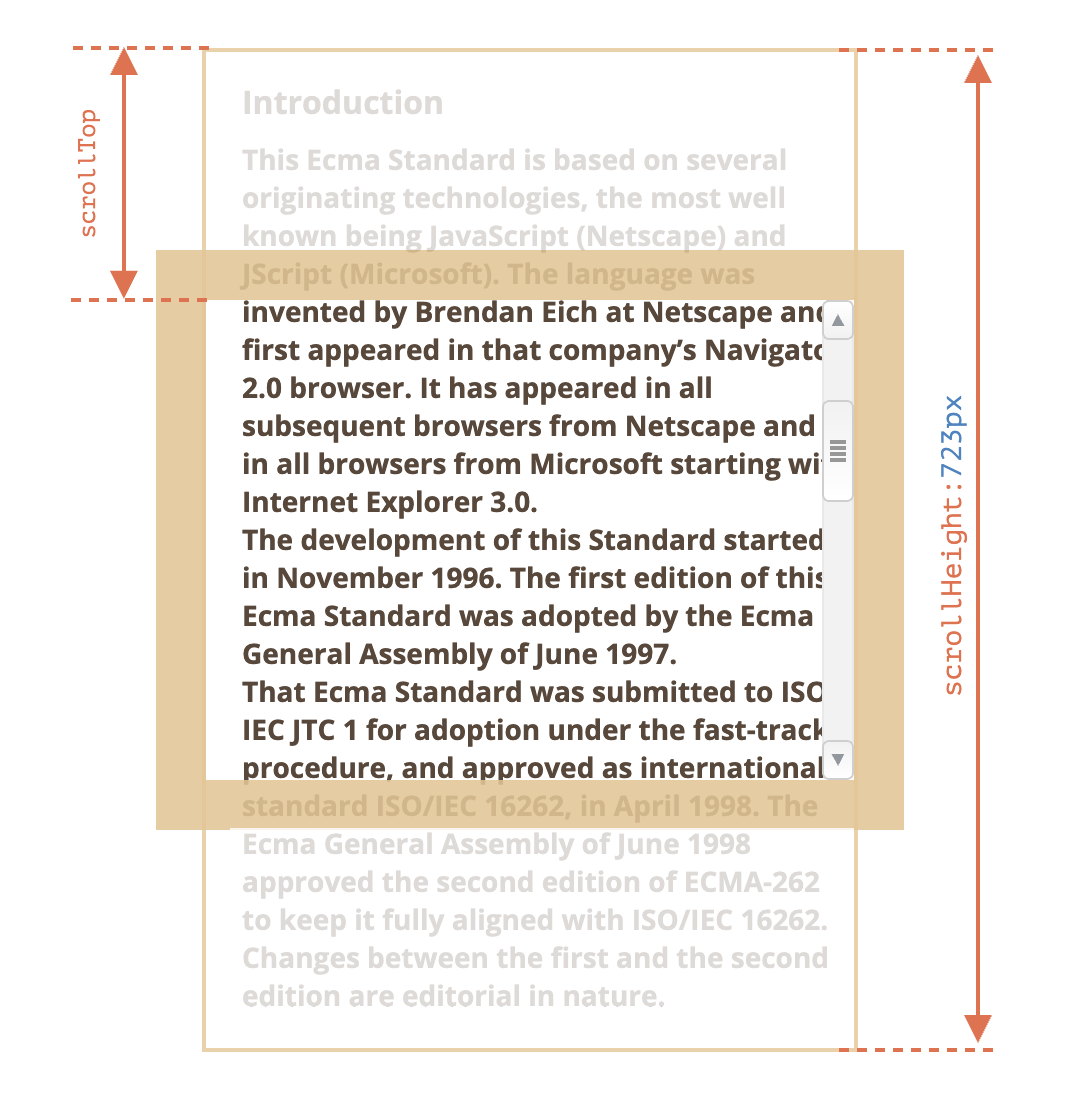 scrollTop
Introduction
This Ecma Standard is based on several
originating technologies, the most well
known being JavaScript (Netscape) and
JScript (Microsoft). The language was
invented by Brendan Eich at Netscape and
first appeared in that company’s Navigato
2.0 browser. It has appeared in all
subsequent browsers from Netscape and
in all browsers from Microsoft starting wit
Internet Explorer 3.0.
The development of this Standard started
in November 1996. The first edition of this
Ecma Standard was adopted by the Ecma
General Assembly of June 1997.
That Ecma Standard was submitted to ISO
IEC JTC 1 for adoption under the fast-track
procedure, and approved as international
standard ISO/IEC 16262, in April 1998. The
Ecma General Assembly of June 1998
approved the second edition of ECMA-262
to keep it fully aligned with ISO/IEC 16262.
Changes between the first and the second
edition are editorial in nature.
scrollHeight:723px